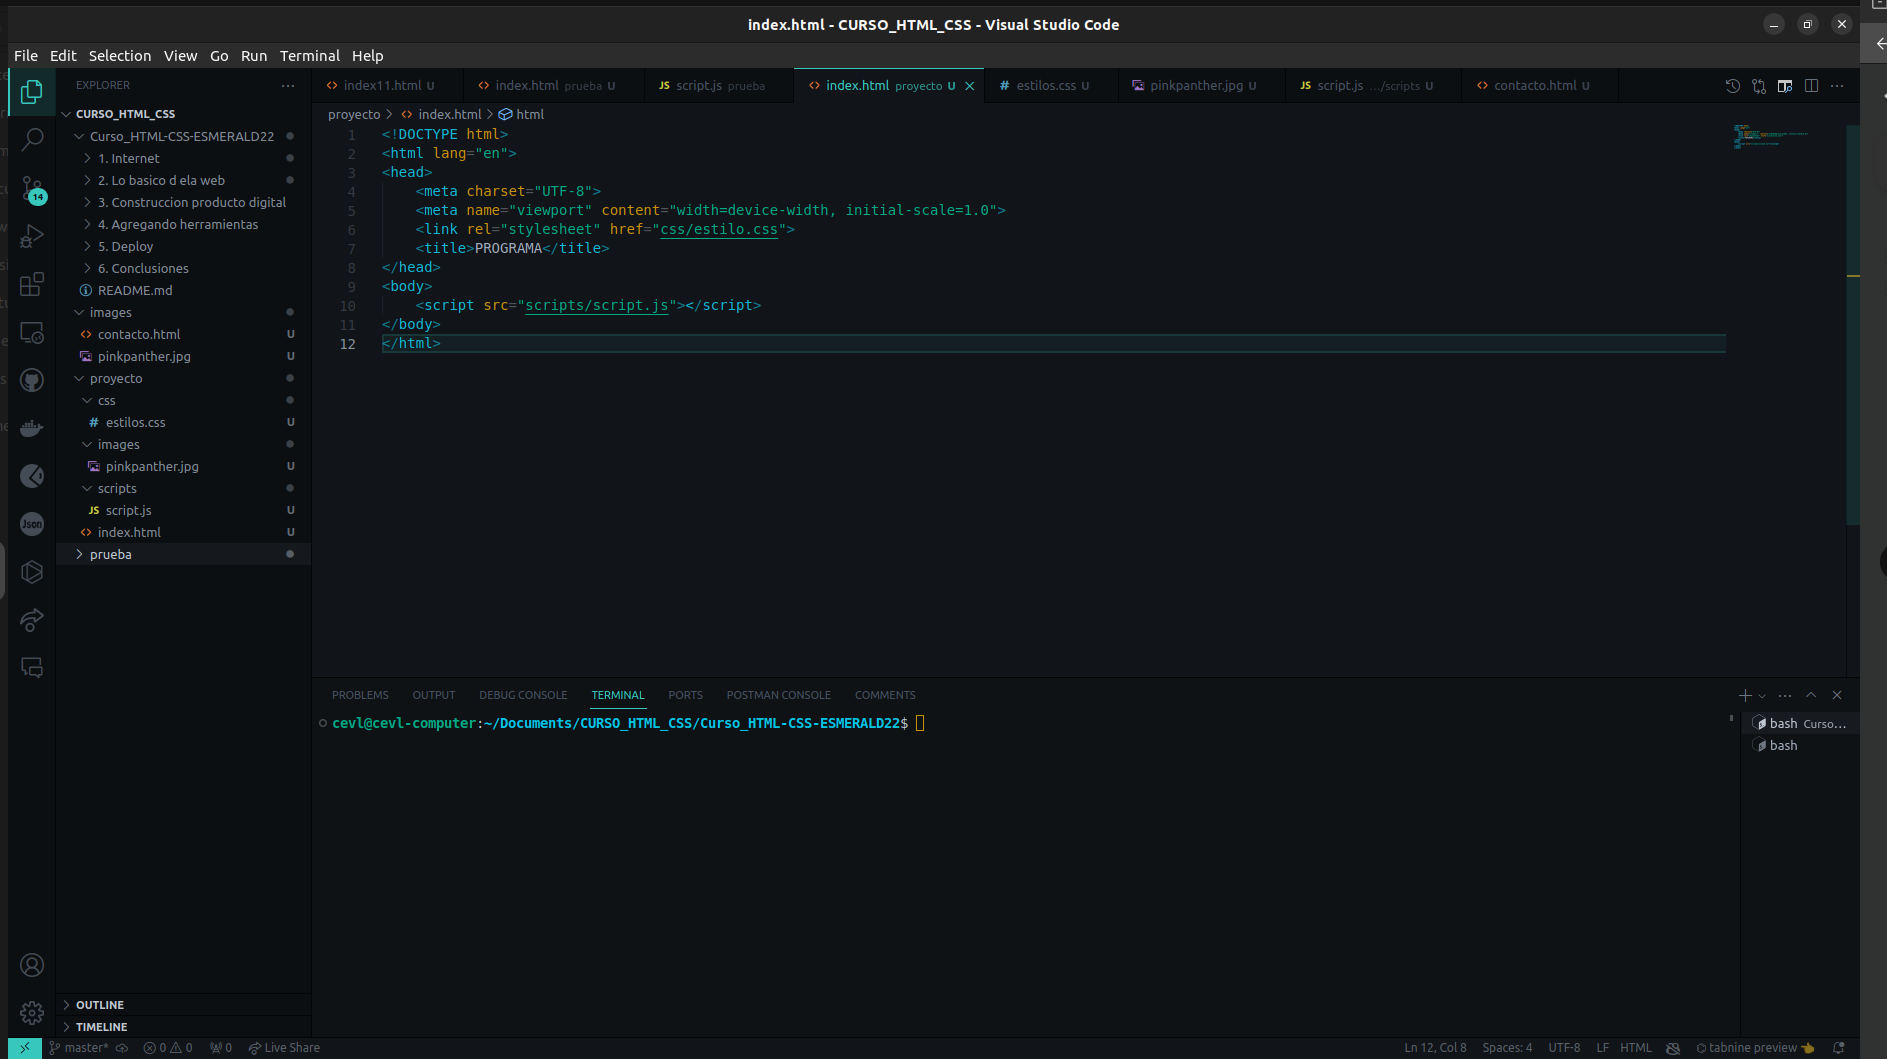 index.html - CURSO_HTML_CSS - Visual Studio Code
File Edit Selection View Go Run Terminal Help
EXPLORER
CURSO_HTML_CSS
Curso_HTML-CSS-ESMERALD22
1. Internet
2. Lo basico d ela web
3. Construccion producto digital
4. Agregando herramientas
5. Deploy
6. Conclusiones
README.md
images
contacto.html U
pinkpanther.jpg U
proyecto
css
# estilos.css U
images
pinkpanther.jpg U
scripts
JS script.js U
index.html U
prueba
OUTLINE
TIMELINE
14
Json
index11.html U index.html prueba U JS script.js prueba index.html proyecto U # estilos.css U pinkpanther.jpg U JS script.js .../scripts U contacto.html U
proyecto > index.html > html
1 <!DOCTYPE html>
2 <html lang="en">
3 <head>
4 <meta charset="UTF-8">
5 <meta name="viewport" content="width=device-width, initial-scale=1.0">
6 <link rel="stylesheet" href="css/estilo.css">
7 <title>PROGRAMA</title>
8 </head>
9 <body>
10 <script src="scripts/script.js"></script>
11 </body>
12 </html>
PROBLEMS OUTPUT DEBUG CONSOLE TERMINAL PORTS POSTMAN CONSOLE COMMENTS
cevl@cevl-computer:~/Documents/CURSO_HTML_CSS/Curso_HTML-CSS-ESMERALD22$
bash Curso...
bash
master* 0 0 0 Live Share Ln 12, Col 8 Spaces: 4 UTF-8 LF HTML tabnine preview